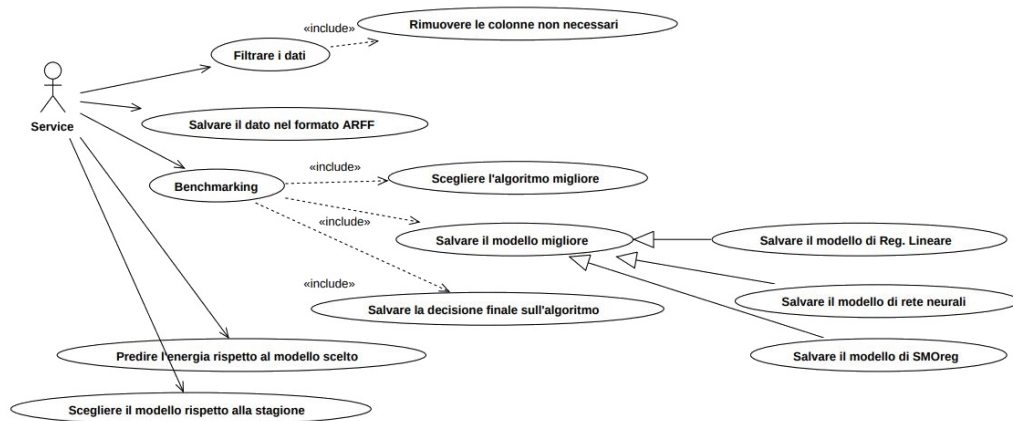 «include»
Rimuovere le colonne non necessari
Filtrare i dati
Service
Salvare il dato nel formato ARFF
«include»
Scegliere l'algoritmo migliore
Benchmarking
«include»
Salvare il modello migliore
Salvare il modello di Reg. Lineare
«include»
Salvare la decisione finale sull'algoritmo
Salvare il modello di rete neurali
Predire l'energia rispetto al modello scelto
Salvare il modello di SMOreg
Scegliere il modello rispetto alla stagione